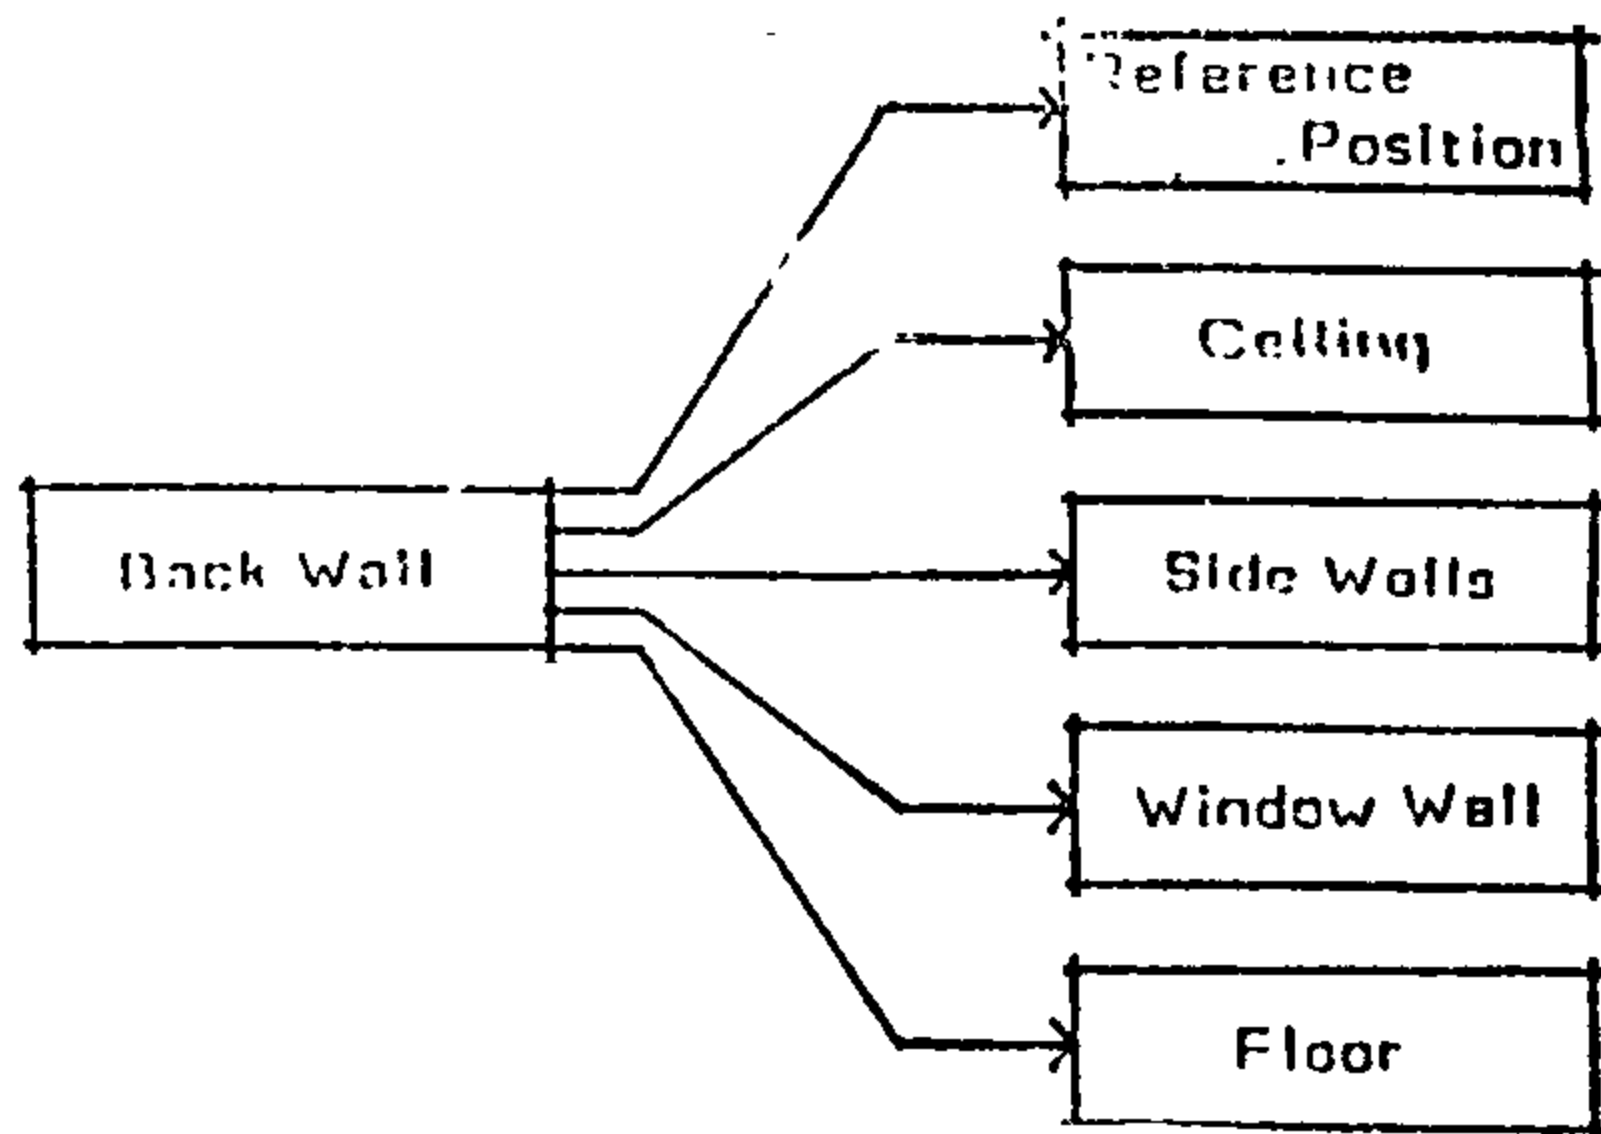 Reference
Position
Ceiling
Back Wall
Side Walls
Window Wall
Floor